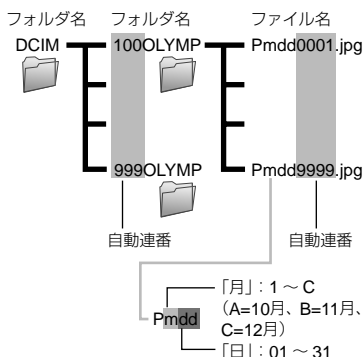 フォルダ名 フォルダ名 ファイル名
DCIM 100OLYMP Pmdd0001.jpg
999OLYMP Pmdd9999.jpg
自動連番 自動連番
「月」: 1 ~ C
Pmdd (A=10月、B=11月、
C=12月)
「日」: 01 ~ 31